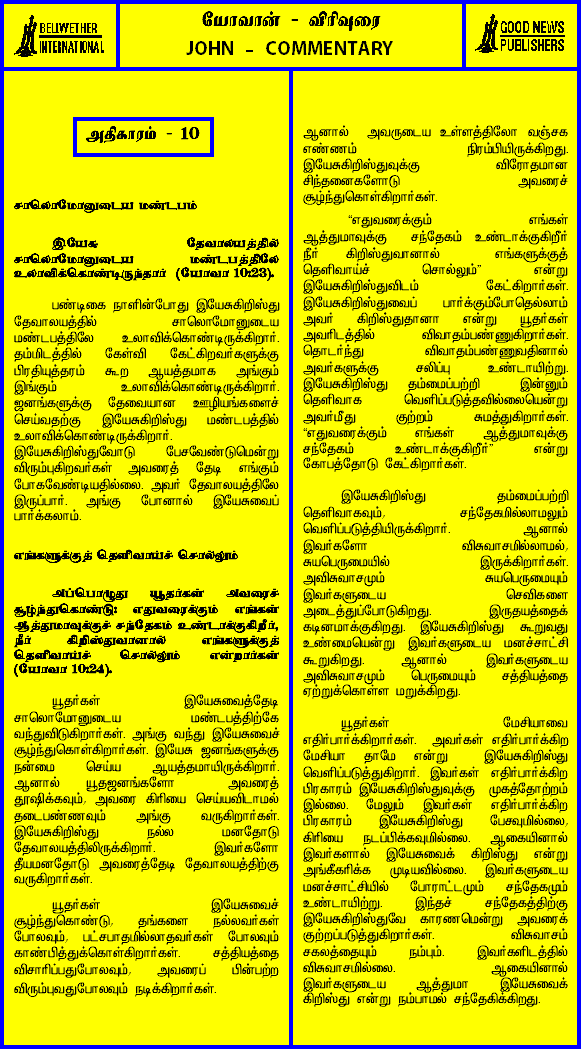 BELWETHER
INTERNATIONAL
யோவான் - விரிவுரை
JOHN - COMMENTARY
GOOD NEWS
PUBLISHERS
அதிகாரம் - 10
சாலொமோனுடைய மண்டபம்
இயேசு தேவாலயத்தில்
சாலொமோனுடைய மண்டபத்திலே
உலாவிக்கொண்டிருந்தார் (யோவா 10:23).
பண்டிகை நாளின்போது இயேசுகிறிஸ்து
தேவாலயத்தில் சாலொமோனுடைய
மண்டபத்திலே உலாவிக்கொண்டிருக்கிறார்.
தம்மிடத்தில் கேள்வி கேட்கிறவர்களுக்கு
பிரதியுத்தரம் கூற ஆயத்தமாக அங்கும்
இங்கும் உலாவிக்கொண்டிருக்கிறார்.
ஜனங்களுக்கு தேவையான ஊழியங்களைச்
செய்வதற்கு இயேசுகிறிஸ்து மண்டபத்தில்
உலாவிக்கொண்டிருக்கிறார்.
இயேசுகிறிஸ்துவோடு பேசவேண்டுமென்று
விரும்புகிறவர்கள் அவரைத் தேடி எங்கும்
போகவேண்டியதில்லை. அவர் தேவாலயத்திலே
இருப்பார். அங்கு போனால் இயேசுவைப்
பார்க்கலாம்.
எங்களுக்குத் தெளிவாய்ச் சொல்லும்
அப்பொழுது யூதர்கள் அவரைச்
சூழ்ந்துகொண்டு: எதுவரைக்கும் எங்கள்
ஆத்துமாவுக்குச் சந்தேகம் உண்டாக்குகிறீர்,
நீர் கிறிஸ்துவானால் எங்களுக்குத்
தெளிவாய்ச் சொல்லும் என்றார்கள்
(யோவா 10:24).
யூதர்கள் இயேசுவைத்தேடி
சாலொமோனுடைய மண்டபத்திற்கே
வந்துவிடுகிறார்கள். அங்கு வந்து இயேசுவைச்
சூழ்ந்துகொள்கிறார்கள். இயேசு ஜனங்களுக்கு
நன்மை செய்ய ஆயத்தமாயிருக்கிறார்.
ஆனால் யூதஜனங்களோ அவரைத்
தூஷிக்கவும், அவரை கிரியை செய்யவிடாமல்
தடைபண்ணவும் அங்கு வருகிறார்கள்.
இயேசுகிறிஸ்து நல்ல மனதோடு
தேவாலயத்திலிருக்கிறார். இவர்களோ
தீயமனதோடு அவரைத்தேடி தேவாலயத்திற்கு
வருகிறார்கள்.
யூதர்கள் இயேசுவைச்
சூழ்ந்துகொண்டு, தங்களை நல்லவர்கள்
போலவும், பட்சபாதமில்லாதவர்கள் போலவும்
காண்பித்துக்கொள்கிறார்கள். சத்தியத்தை
விசாரிப்பதுபோலவும், அவரைப் பின்பற்ற
விரும்புவதுபோலவும் நடிக்கிறார்கள்.
ஆனால் அவருடைய உள்ளத்திலோ வஞ்சக
எண்ணம் நிரம்பியிருக்கிறது.
இயேசுகிறிஸ்துவுக்கு விரோதமான
சிந்தனைகளோடு அவரைச்
சூழ்ந்துகொள்கிறார்கள்.
“எதுவரைக்கும் எங்கள்
ஆத்துமாவுக்கு சந்தேகம் உண்டாக்குகிறீர்
நீர் கிறிஸ்துவானால் எங்களுக்குத்
தெளிவாய்ச் சொல்லும்” என்று
இயேசுகிறிஸ்துவிடம் கேட்கிறார்கள்.
இயேசுகிறிஸ்துவைப் பார்க்கும்போதெல்லாம்
அவர் கிறிஸ்துதானா என்று யூதர்கள்
அவரிடத்தில் விவாதம்பண்ணுகிறார்கள்.
தொடர்ந்து விவாதம்பண்ணுவதினால்
அவர்களுக்கு சலிப்பு உண்டாயிற்று.
இயேசுகிறிஸ்து தம்மைப்பற்றி இன்னும்
தெளிவாக வெளிப்படுத்தவில்லையென்று
அவர்மீது குற்றம் சுமத்துகிறார்கள்.
“எதுவரைக்கும் எங்கள் ஆத்துமாவுக்கு
சந்தேகம் உண்டாக்குகிறீர்” என்று
கோபத்தோடு கேட்கிறார்கள்.
இயேசுகிறிஸ்து தம்மைப்பற்றி
தெளிவாகவும், சந்தேகமில்லாமலும்
வெளிப்படுத்தியிருக்கிறார். ஆனால்
இவர்களோ விசுவாசமில்லாமல்,
சுயபெருமையில் இருக்கிறார்கள்.
அவிசுவாசமும் சுயபெருமையும்
இவர்களுடைய செவிகளை
அடைத்துப்போடுகிறது. இருதயத்தைக்
கடினமாக்குகிறது. இயேசுகிறிஸ்து கூறுவது
உண்மையென்று இவர்களுடைய மனச்சாட்சி
கூறுகிறது. ஆனால் இவர்களுடைய
அவிசுவாசமும் பெருமையும் சத்தியத்தை
ஏற்றுக்கொள்ள மறுக்கிறது.
யூதர்கள் மேசியாவை
எதிர்பார்க்கிறார்கள். அவர்கள் எதிர்பார்க்கிற
மேசியா தாமே என்று இயேசுகிறிஸ்து
வெளிப்படுத்துகிறார். இவர்கள் எதிர்பார்க்கிற
பிரகாரம் இயேசுகிறிஸ்துவுக்கு முகத்தோற்றம்
இல்லை. மேலும் இவர்கள் எதிர்பார்க்கிற
பிரகாரம் இயேசுகிறிஸ்து பேசவுமில்லை,
கிரியை நடப்பிக்கவுமில்லை. ஆகையினால்
இவர்களால் இயேசுவைக் கிறிஸ்து என்று
அங்கீகரிக்க முடியவில்லை. இவர்களுடைய
மனச்சாட்சியில் போராட்டமும் சந்தேகமும்
உண்டாயிற்று. இந்தச் சந்தேகத்திற்கு
இயேசுகிறிஸ்துவே காரணமென்று அவரைக்
குற்றப்படுத்துகிறார்கள். விசுவாசம்
சகலத்தையும் நம்பும். இவர்களிடத்தில்
விசுவாசமில்லை. ஆகையினால்
இவர்களுடைய ஆத்துமா இயேசுவைக்
கிறிஸ்து என்று நம்பாமல் சந்தேகிக்கிறது.